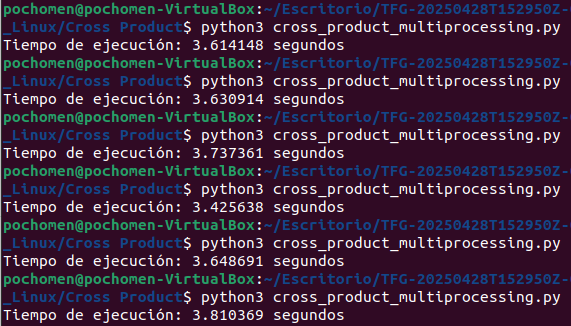 pochomen@pochomen-VirtualBox:~/Escritorio/TFG-20250428T152950Z-
_Linux/Cross Product$ python3 cross_product_multiprocessing.py
Tiempo de ejecución: 3.614148 segundos
pochomen@pochomen-VirtualBox:~/Escritorio/TFG-20250428T152950Z-
_Linux/Cross Product$ python3 cross_product_multiprocessing.py
Tiempo de ejecución: 3.630914 segundos
pochomen@pochomen-VirtualBox:~/Escritorio/TFG-20250428T152950Z-
_Linux/Cross Product$ python3 cross_product_multiprocessing.py
Tiempo de ejecución: 3.737361 segundos
pochomen@pochomen-VirtualBox:~/Escritorio/TFG-20250428T152950Z-
_Linux/Cross Product$ python3 cross_product_multiprocessing.py
Tiempo de ejecución: 3.425638 segundos
pochomen@pochomen-VirtualBox:~/Escritorio/TFG-20250428T152950Z-
_Linux/Cross Product$ python3 cross_product_multiprocessing.py
Tiempo de ejecución: 3.648691 segundos
pochomen@pochomen-VirtualBox:~/Escritorio/TFG-20250428T152950Z-
_Linux/Cross Product$ python3 cross_product_multiprocessing.py
Tiempo de ejecución: 3.810369 segundos